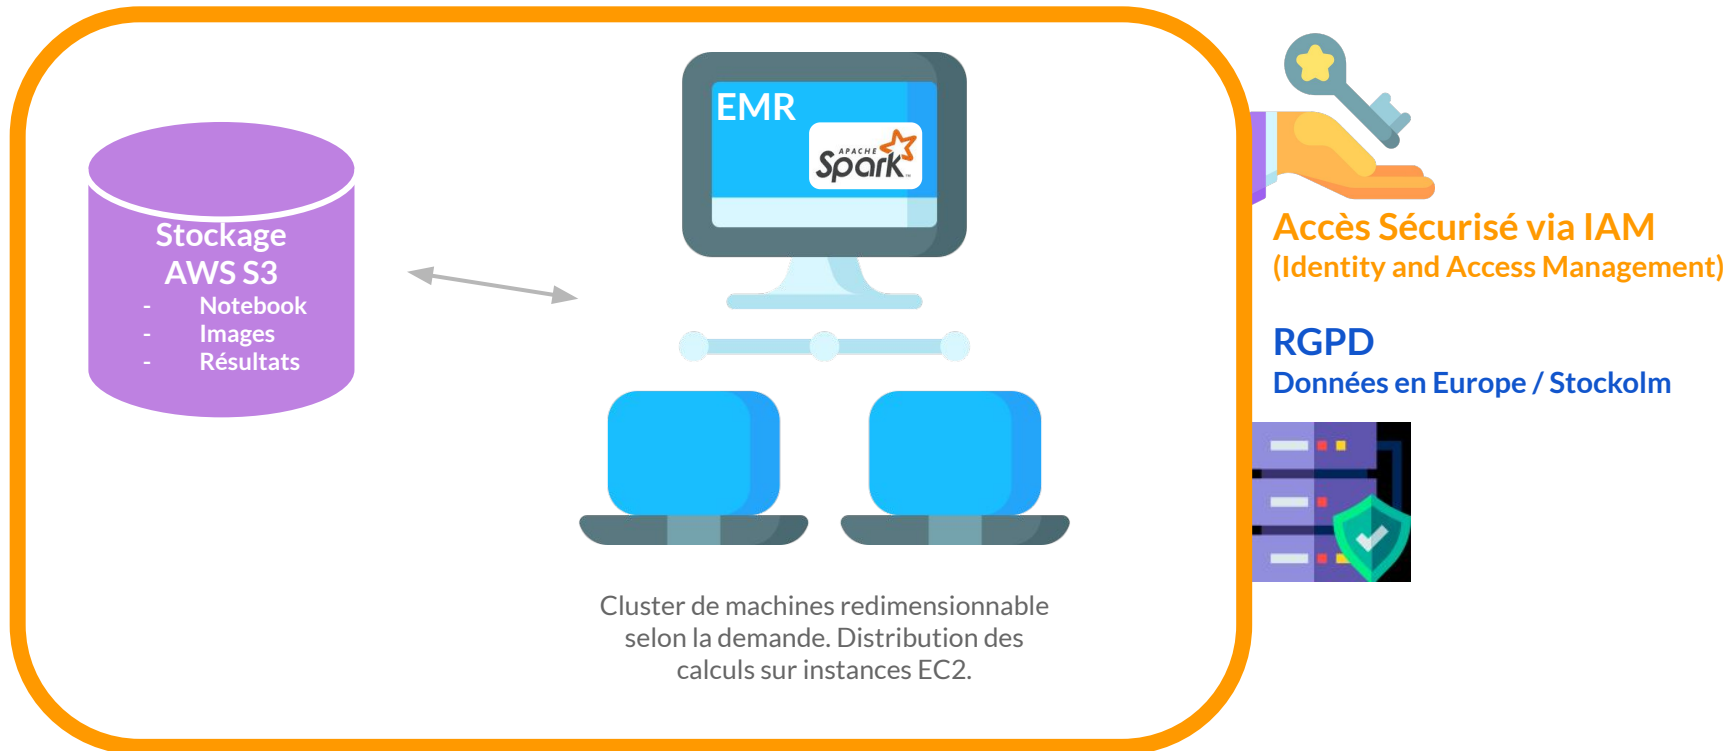 EMR
APACHE
Spark
Stockage
AWS S3
- Notebook
- Images
- Résultats
Cluster de machines redimensionnable
selon la demande. Distribution des
calculs sur instances EC2.
Accès Sécurisé via IAM
(Identity and Access Management)
RGPD
Données en Europe / Stockolm